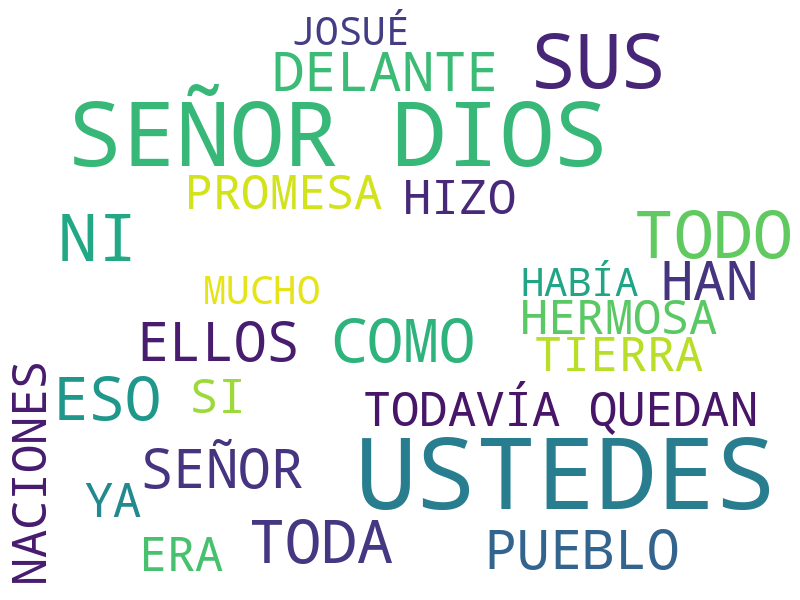 JOSUÉ
DELANTE
SUS
SEÑOR DIOS
PROMESA
HIZO
NI
TODO
MUCHO
HABÍA
HAN
ELLOS
COMO
HERMOSA
TIERRA
ESO
SI
TODAVÍA QUEDAN
NACIONES
SEÑOR
USTEDES
YA
ERA
TODA
PUEBLO